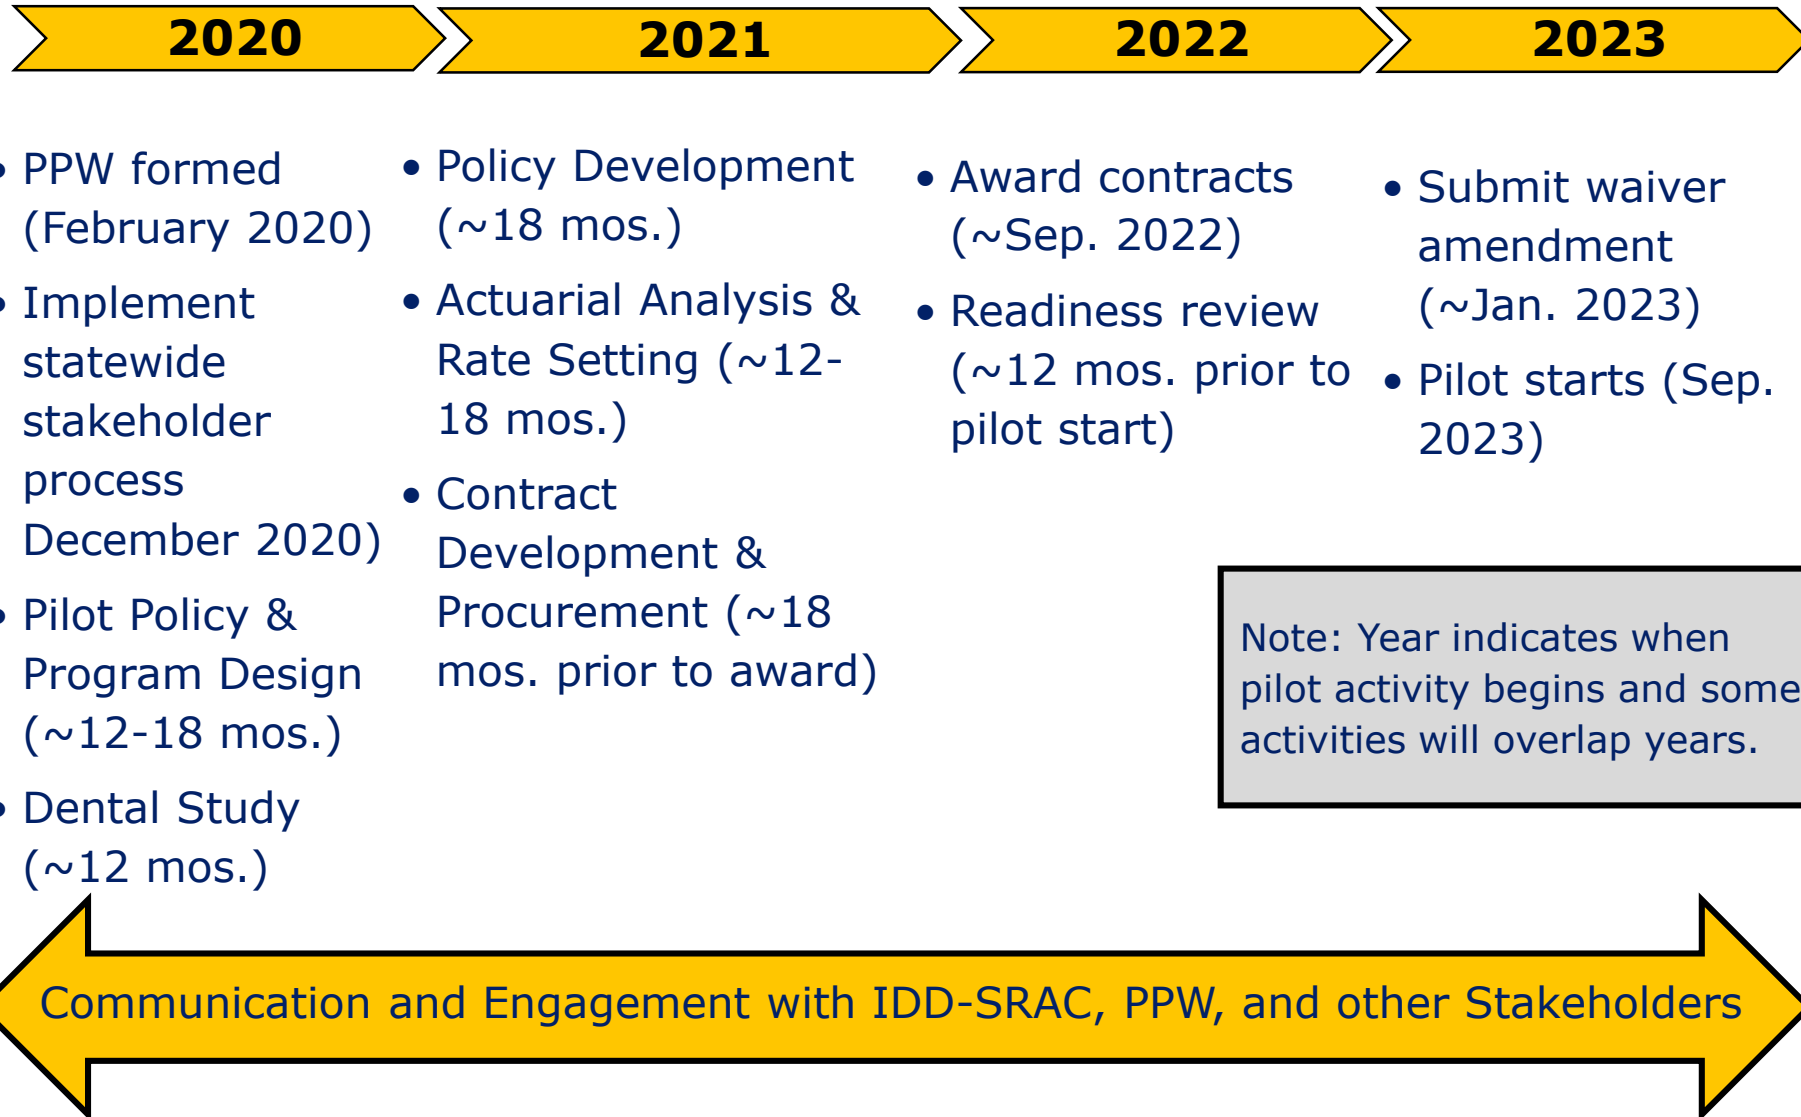 2020
2021
2022
2023
• PPW formed
(February 2020)
• Implement
statewide
stakeholder
process
December 2020)
• Pilot Policy &
Program Design
(~12-18 mos.)
• Dental Study
(~12 mos.)
• Policy Development
(~18 mos.)
• Actuarial Analysis &
Rate Setting (~12-
18 mos.)
• Contract
Development &
Procurement (~18
mos. prior to award)
• Award contracts
(~Sep. 2022)
• Readiness review
(~12 mos. prior to
pilot start)
• Submit waiver
amendment
(~Jan. 2023)
• Pilot starts (Sep.
2023)
Note: Year indicates when
pilot activity begins and some
activities will overlap years.
Communication and Engagement with IDD-SRAC, PPW, and other Stakeholders